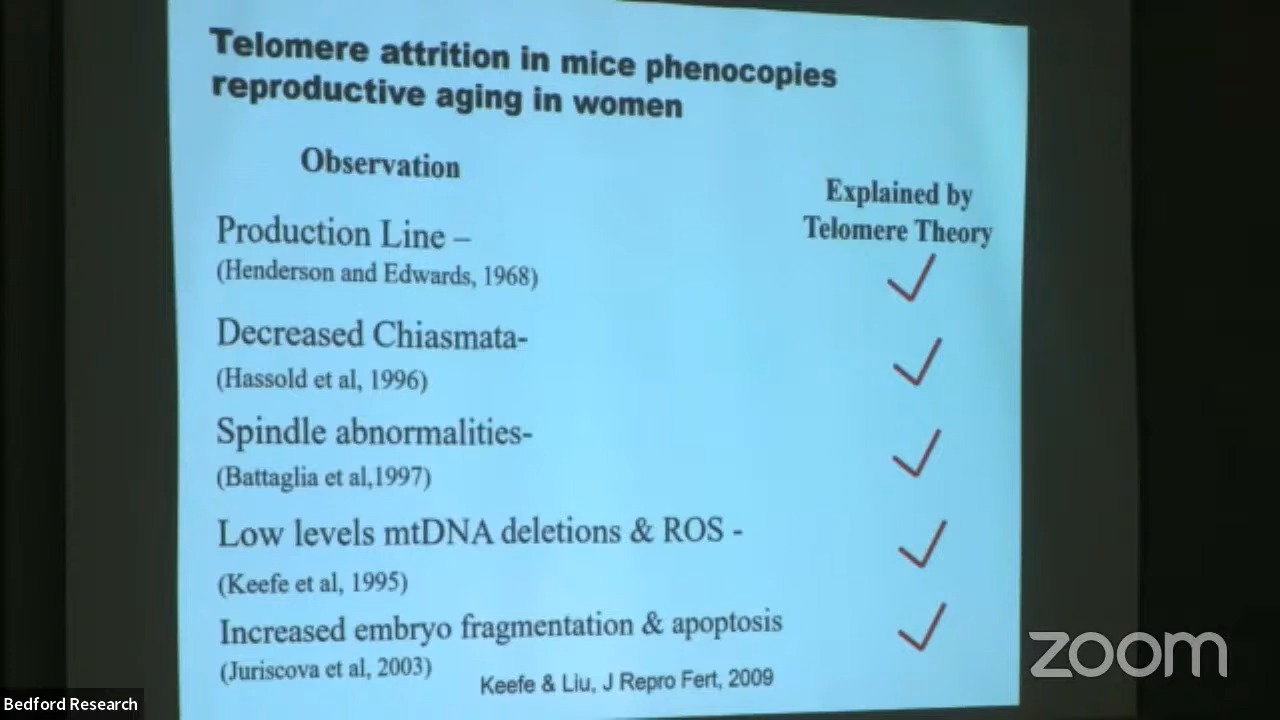 Telomere attrition in mice phenocopies
reproductive aging in women
Observation
Explained by
Telomere Theory
Production Line –
(Henderson and Edwards, 1968)
Decreased Chiasmata-
(Hassold et al, 1996)
Spindle abnormalities-
(Battaglia et al,1997)
Low levels mtDNA deletions & ROS -
(Keefe et al, 1995)
Increased embryo fragmentation & apoptosis
(Juriscova et al, 2003)
Keefe & Liu, J Repro Fert, 2009
zoom
Bedford Research